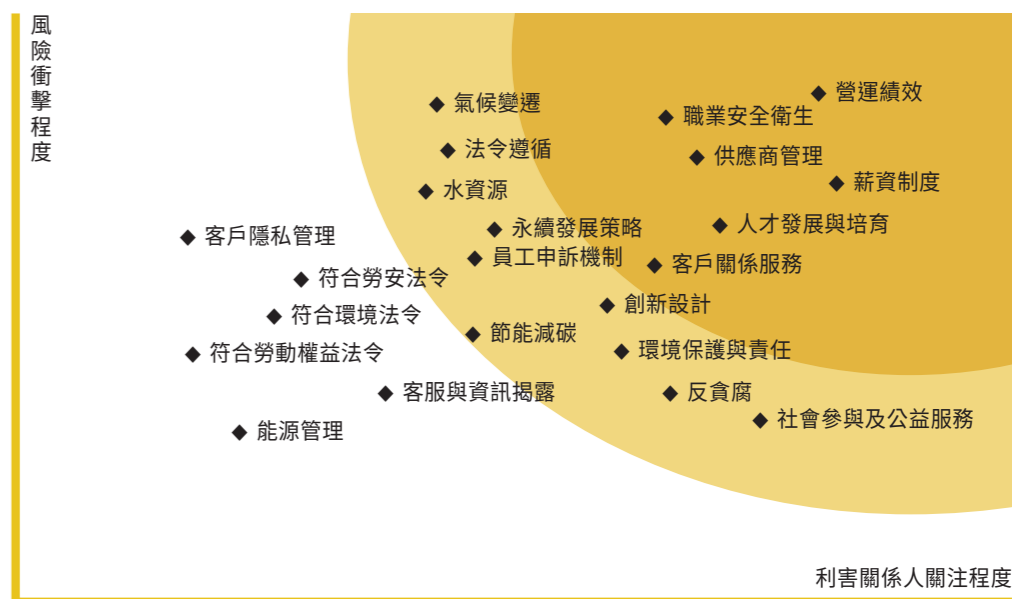 風險衝擊程度
◆ 營運績效
◆ 氣候變遷
◆ 職業安全衛生
◆ 法令遵循
◆ 供應商管理
◆ 薪資制度
◆ 水資源
◆ 人才發展與培育
◆ 永續發展策略
◆ 客戶隱私管理
◆ 員工申訴機制
◆ 客戶關係服務
◆ 符合勞安法令
◆ 創新設計
◆ 符合環境法令
◆ 節能減碳
◆ 環境保護與責任
◆ 符合勞動權益法令
◆ 客服與資訊揭露
◆ 反貪腐
◆ 社會參與及公益服務
◆ 能源管理
利害關係人關注程度